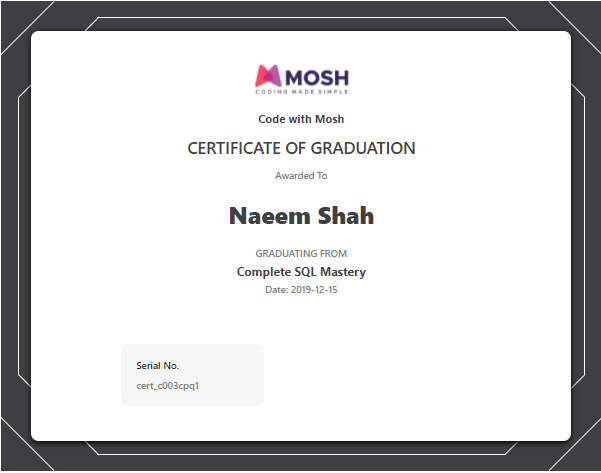 MOSH
CODING MADE SIMPLE
Code with Mosh
CERTIFICATE OF GRADUATION
Awarded To
Naeem Shah
GRADUATING FROM
Complete SQL Mastery
Date: 2019-12-15
Serial No.
cert_c003cpq1